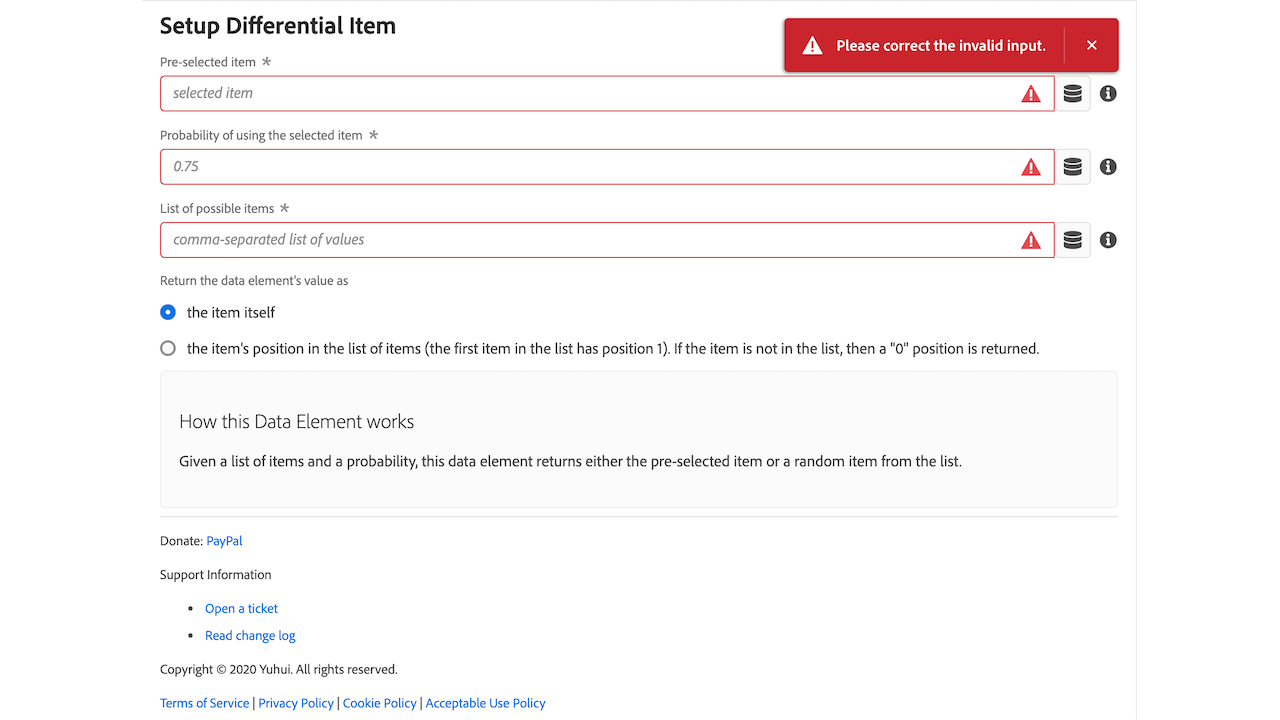 Setup Differential Item
Please correct the invalid input.
Pre-selected item *
selected item
Probability of using the selected item *
0.75
List of possible items *
comma-separated list of values
Return the data element's value as
the item itself
the item's position in the list of items (the first item in the list has position 1). If the item is not in the list, then a "0" position is returned.
How this Data Element works
Given a list of items and a probability, this data element returns either the pre-selected item or a random item from the list.
Donate: PayPal
Support Information
• Open a ticket
• Read change log
Copyright © 2020 Yuhui. All rights reserved.
Terms of Service | Privacy Policy | Cookie Policy | Acceptable Use Policy